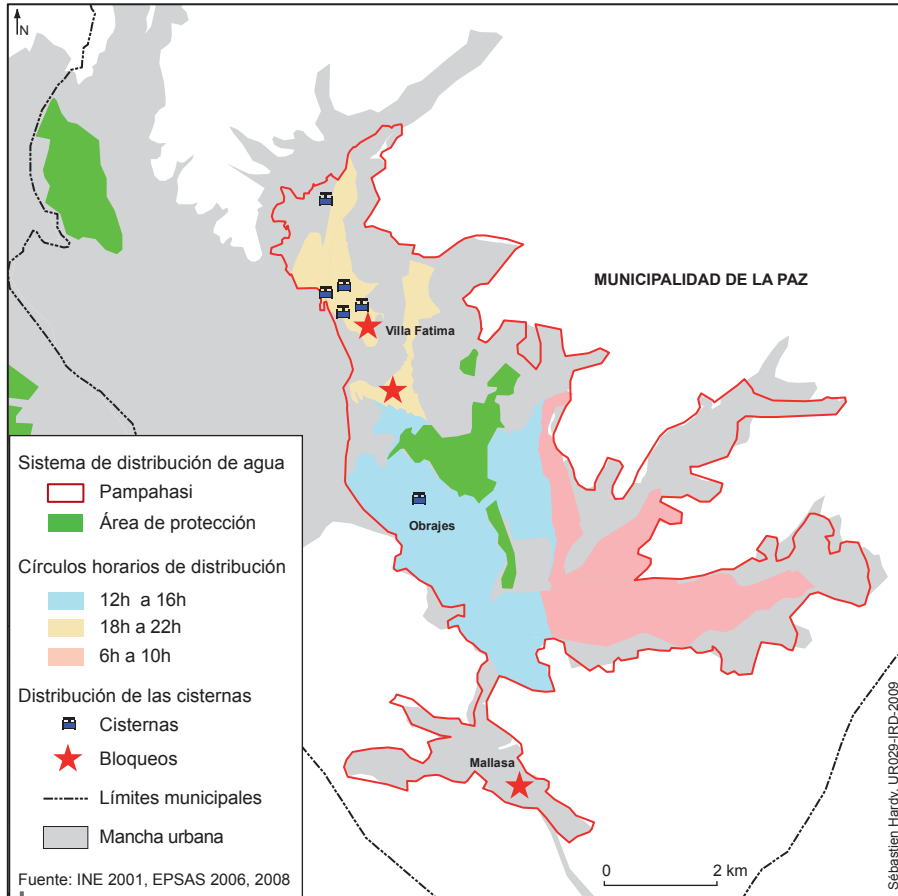 N
MUNICIPALIDAD DE LA PAZ
Villa Fatima
Obrajes
Mallasa
Sistema de distribución de agua
Pampahasi
Área de protección
Círculos horarios de distribución
12h a 16h
18h a 22h
6h a 10h
Distribución de las cisternas
Cisternas
Bloqueos
Límites municipales
Mancha urbana
Fuente: INE 2001, EPSAS 2006, 2008
0 2 km
Sébastien Hardy, UR029-IRD-2009